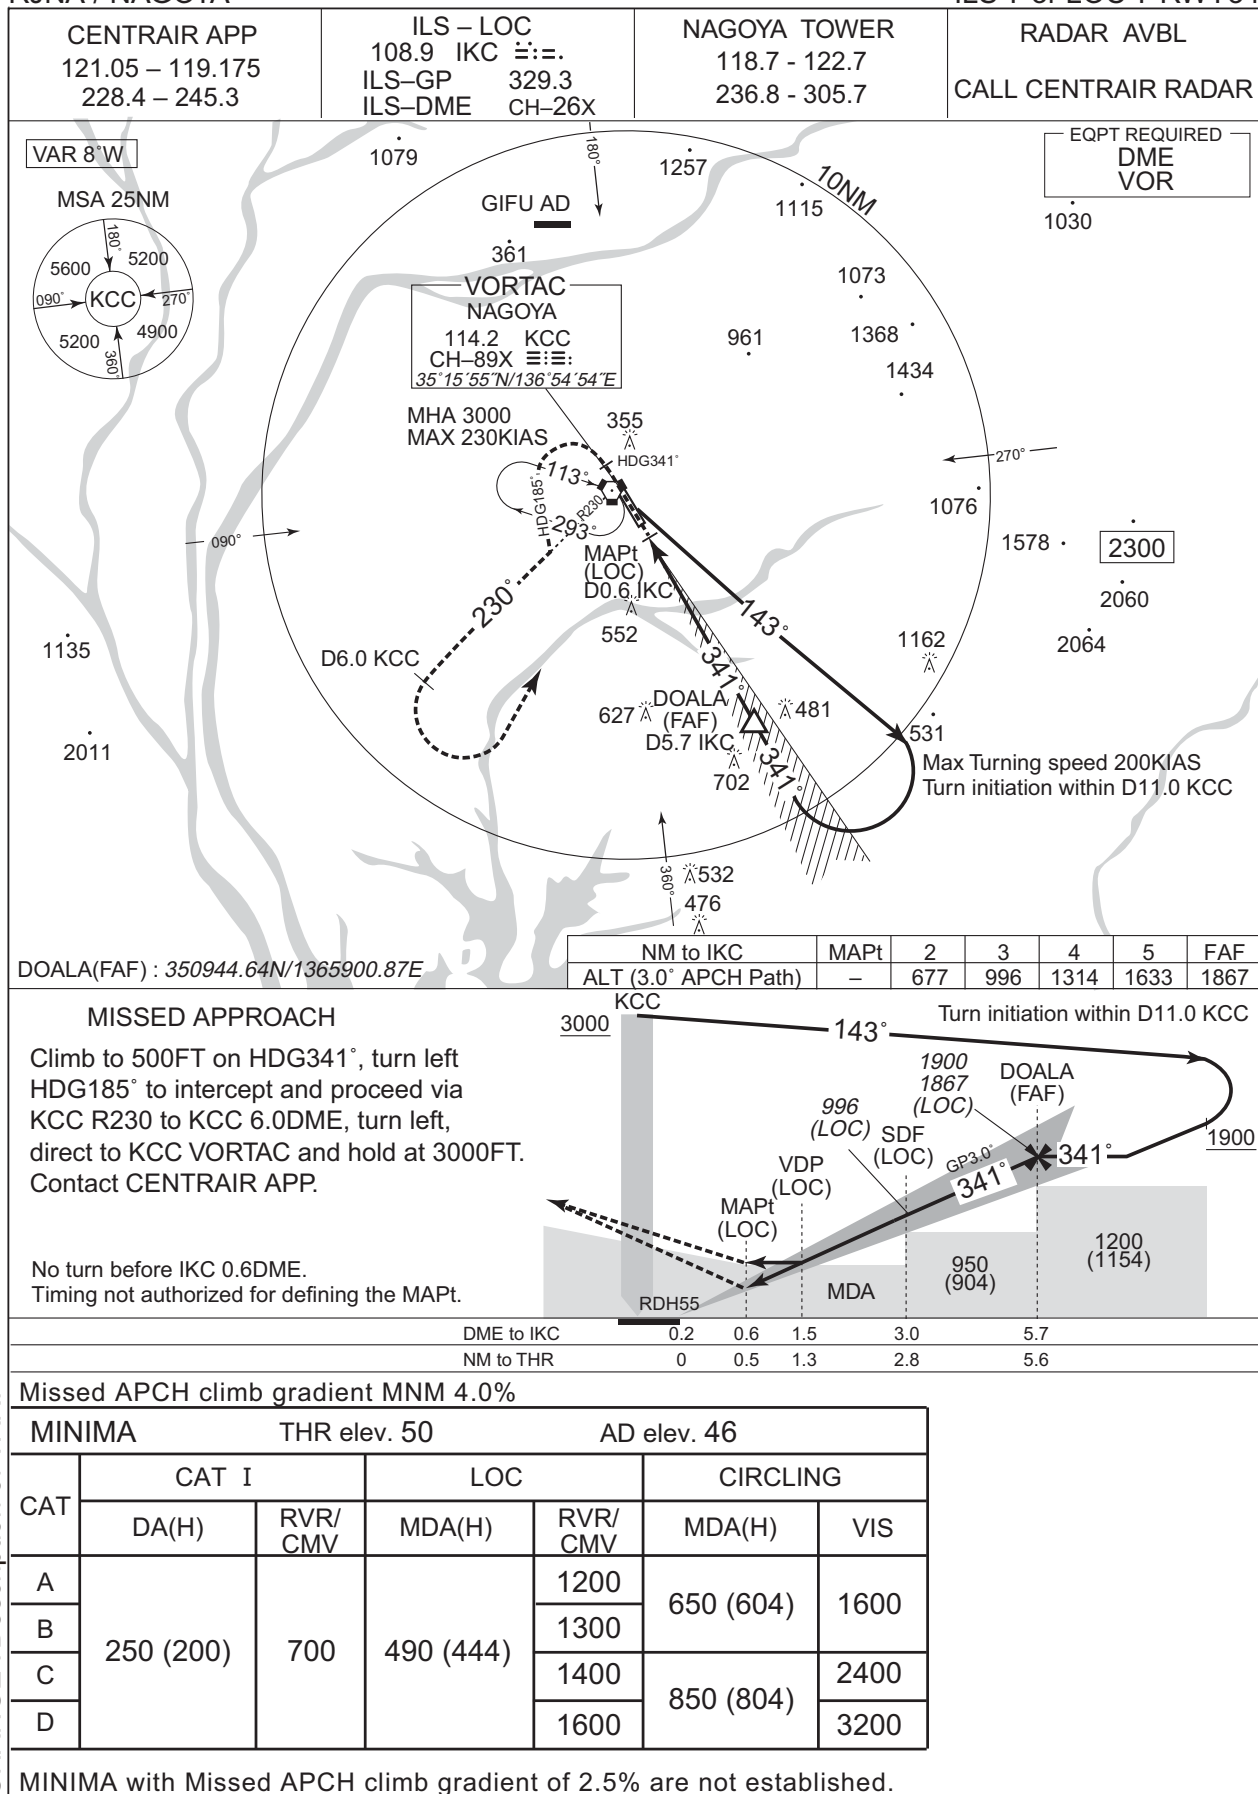 CENTRAIR APP
121.05 – 119.175
228.4 – 245.3
ILS – LOC
108.9 IKC
ILS–GP 329.3
ILS–DME CH–26X
NAGOYA TOWER
118.7 - 122.7
236.8 - 305.7
RADAR AVBL
CALL CENTRAIR RADAR
VAR 8°W
MSA 25NM
180°
5600
5200
090°
KCC
270°
5200
4900
360°
EQPT REQUIRED
DME
VOR
1079
180°
1257
10NM
1115
1030
GIFU AD
361
VORTAC
NAGOYA
114.2 KCC
CH–89X
35°15´55˝N/136°54´54˝E
1073
961
1368
1434
MHA 3000
MAX 230KIAS
355
HDG341°
270°
113°
HDG185°
R230
293°
1076
090°
1578
2300
MAPt
(LOC)
D0.6 IKC
230°
143°
2060
552
1135
1162
2064
D6.0 KCC
341°
DOALA
(FAF)
D5.7 IKC
627
481
531
2011
702
341°
Max Turning speed 200KIAS
Turn initiation within D11.0 KCC
360°
532
476
DOALA(FAF) : 350944.64N/1365900.87E
NM to IKC MAPt 2 3 4 5 FAF
ALT (3.0° APCH Path) – 677 996 1314 1633 1867
MISSED APPROACH
Climb to 500FT on HDG341°, turn left
HDG185° to intercept and proceed via
KCC R230 to KCC 6.0DME, turn left,
direct to KCC VORTAC and hold at 3000FT.
Contact CENTRAIR APP.
No turn before IKC 0.6DME.
Timing not authorized for defining the MAPt.
KCC
3000
143°
Turn initiation within D11.0 KCC
1900
1867
(LOC)
DOALA
(FAF)
996
(LOC)
SDF
(LOC)
GP3.0°
341°
341°
1900
VDP
(LOC)
MAPt
(LOC)
MDA
950
(904)
1200
(1154)
RDH55
DME to IKC 0.2 0.6 1.5 3.0 5.7
NM to THR 0 0.5 1.3 2.8 5.6
Missed APCH climb gradient MNM 4.0%
MINIMA THR elev. 50 AD elev. 46
CAT CAT I LOC CIRCLING
DA(H) RVR/CMV MDA(H) RVR/CMV MDA(H) VIS
A 250 (200) 700 490 (444) 1200 650 (604) 1600
B 1300
C 1400 850 (804) 2400
D 1600 3200
MINIMA with Missed APCH climb gradient of 2.5% are not established.